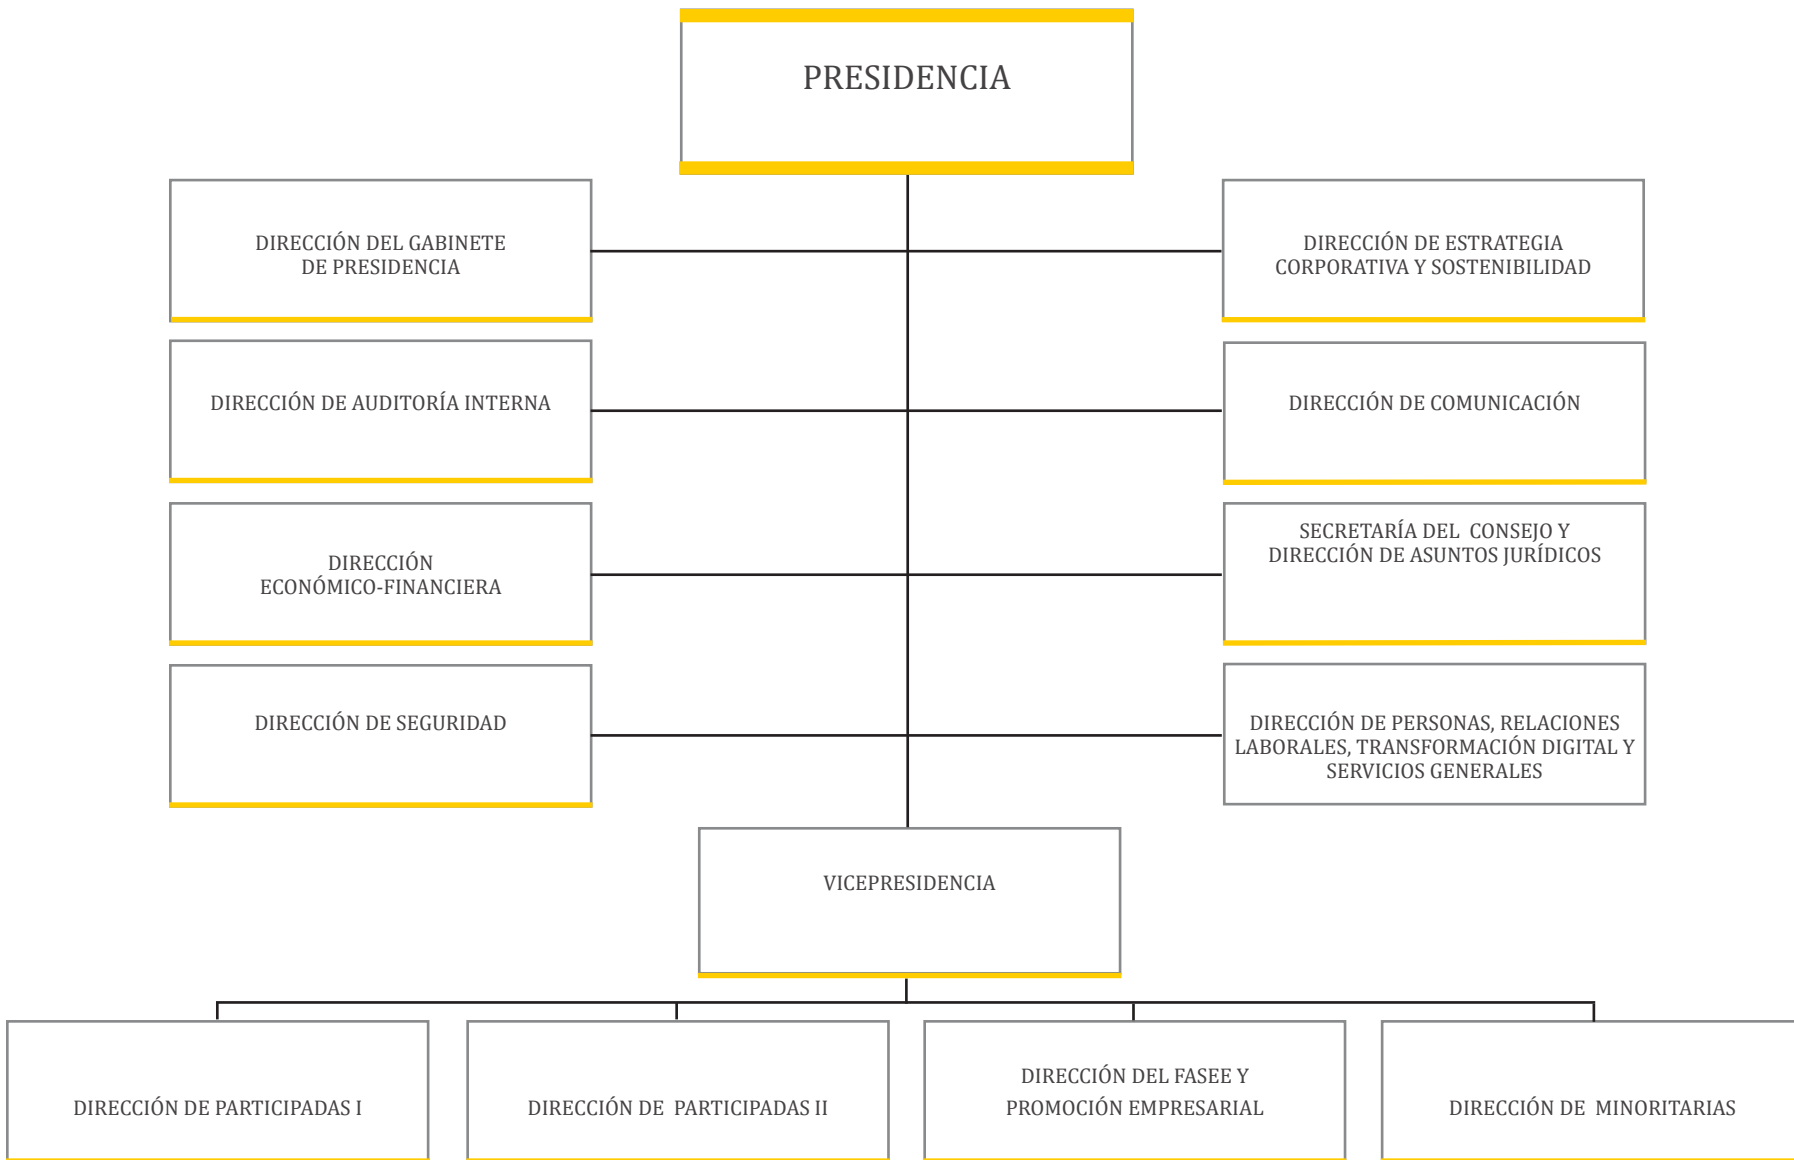 PRESIDENCIA
DIRECCIÓN DEL GABINETE
DE PRESIDENCIA
DIRECCIÓN DE ESTRATEGIA
CORPORATIVA Y SOSTENIBILIDAD
DIRECCIÓN DE AUDITORÍA INTERNA
DIRECCIÓN DE COMUNICACIÓN
DIRECCIÓN
ECONÓMICO-FINANCIERA
SECRETARÍA DEL CONSEJO Y
DIRECCIÓN DE ASUNTOS JURÍDICOS
DIRECCIÓN DE SEGURIDAD
DIRECCIÓN DE PERSONAS, RELACIONES
LABORALES, TRANSFORMACIÓN DIGITAL Y
SERVICIOS GENERALES
VICEPRESIDENCIA
DIRECCIÓN DE PARTICIPADAS I
DIRECCIÓN DE PARTICIPADAS II
DIRECCIÓN DEL FASEE Y
PROMOCIÓN EMPRESARIAL
DIRECCIÓN DE MINORITARIAS